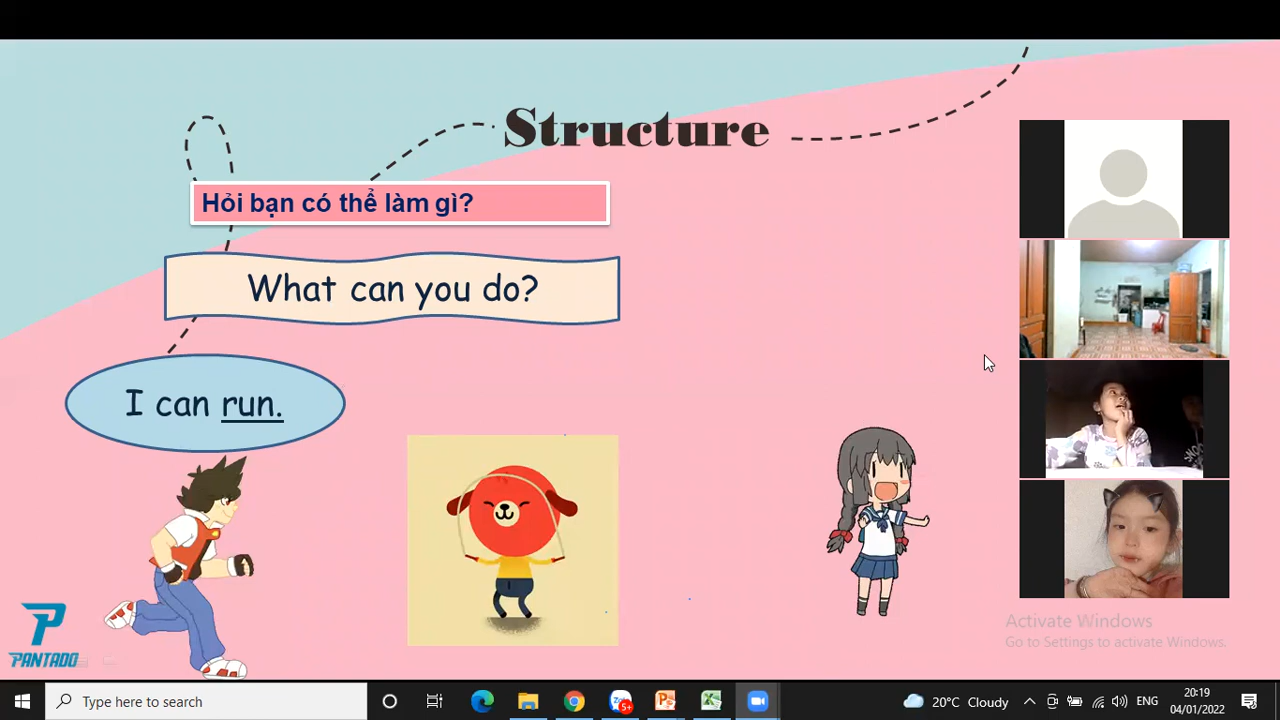 Structure
Hỏi bạn có thể làm gì?
What can you do?
I can run.
PANTADO
Activate Windows
Go to Settings to activate Windows.
Type here to search
5+
20°C Cloudy
ENG
20:19
04/01/2022